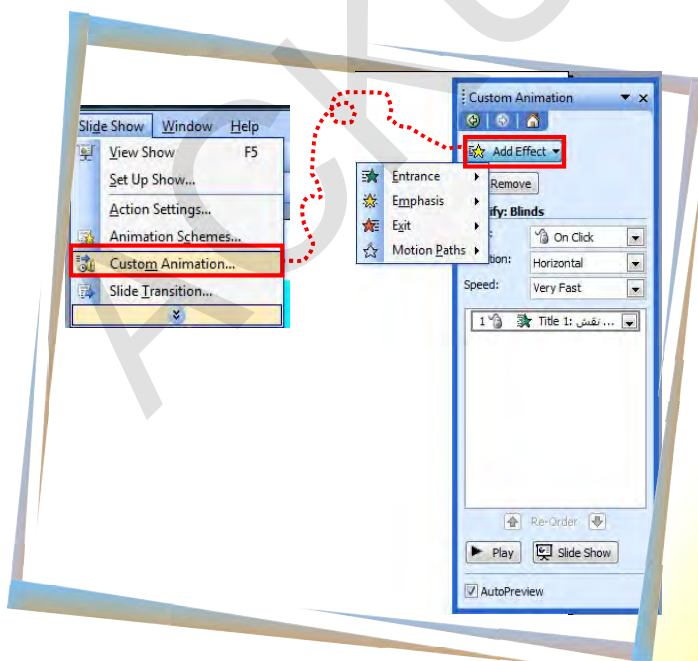 Slide Show Window Help
View Show F5
Set Up Show...
Action Settings...
Animation Schemes...
Custom Animation...
Slide Transition...
Custom Animation
Add Effect
Remove
Entrance
Emphasis
Exit
Motion Paths
Blinds
On Click
Horizontal
Speed: Very Fast
1 Title 1: نقش ...
Re-Order
Play Slide Show
AutoPreview